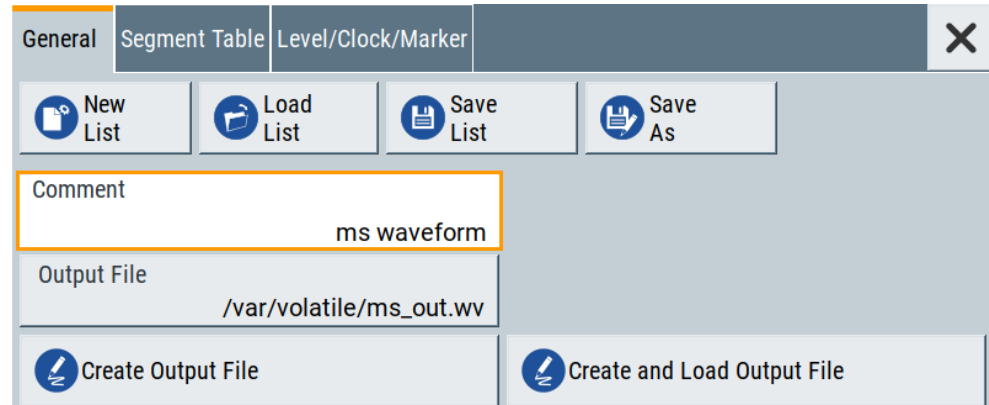 General Segment Table Level/Clock/Marker
New List Load List Save List Save As
Comment
ms waveform
Output File
/var/volatile/ms_out.wv
Create Output File Create and Load Output File